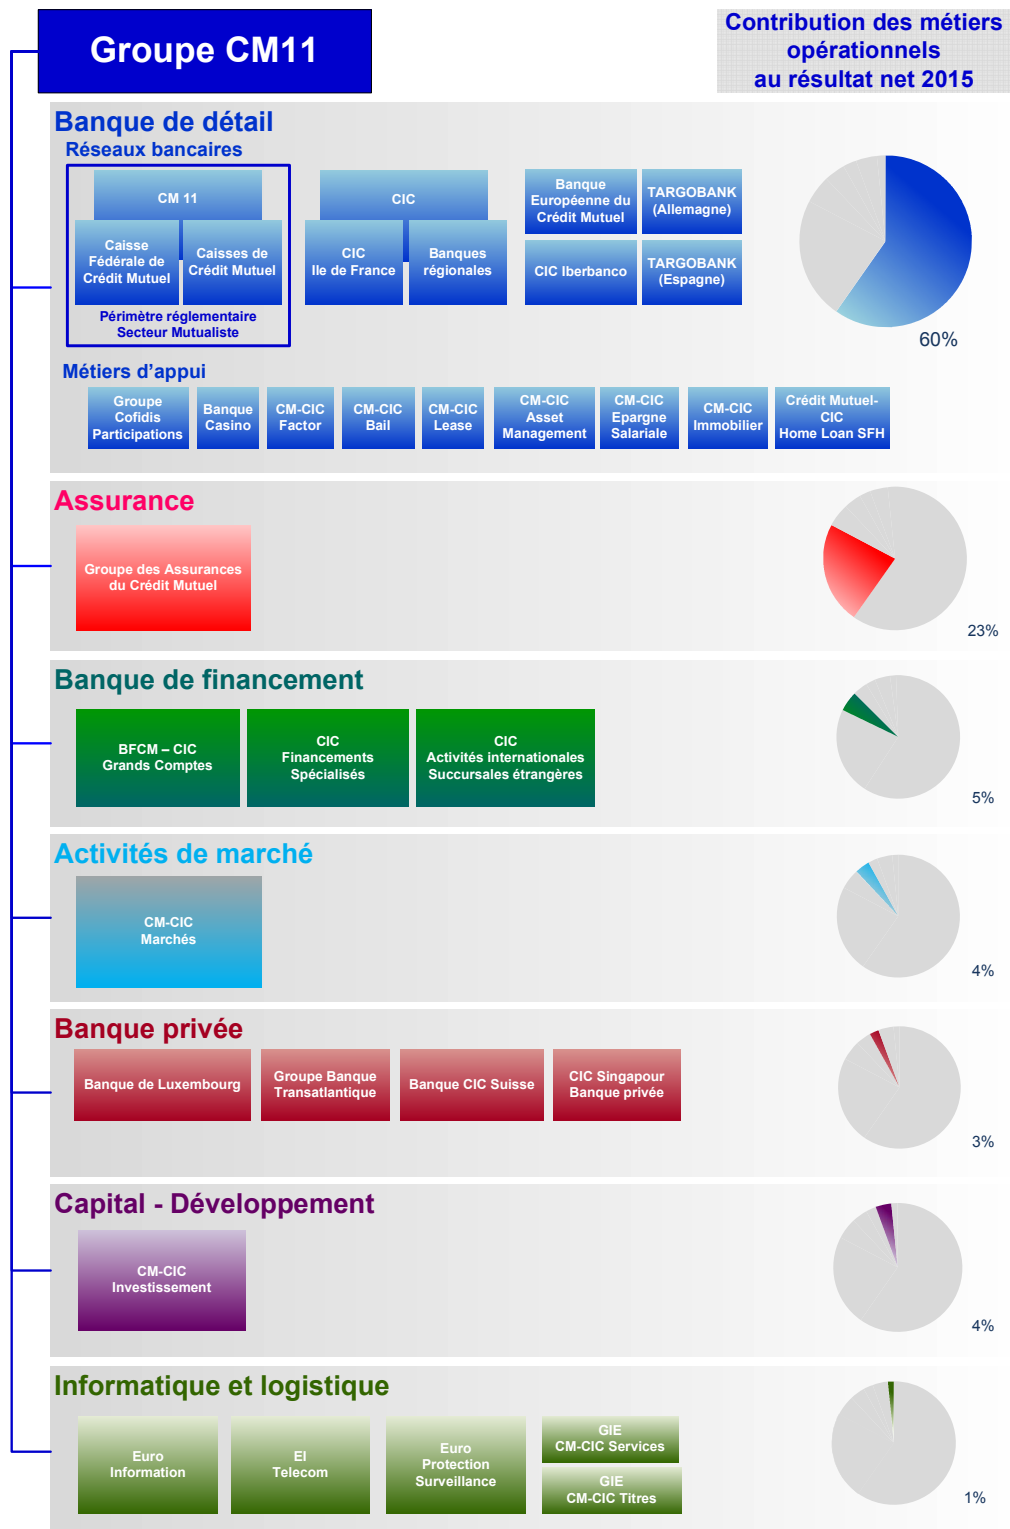 Groupe CM11
Contribution des métiers
opérationnels
au résultat net 2015
Banque de détail
Réseaux bancaires
CM 11
Caisse
Fédérale de
Crédit Mutuel
Caisses de
Crédit Mutuel
Périmètre réglementaire
Secteur Mutualiste
CIC
CIC
Ile de France
Banques
régionales
Banque
Européenne du
Crédit Mutuel
TARGOBANK
(Allemagne)
CIC Iberbanco
TARGOBANK
(Espagne)
60%
Métiers d'appui
Groupe
Cofidis
Participations
Banque
Casino
CM-CIC
Factor
CM-CIC
Bail
CM-CIC
Lease
CM-CIC
Asset
Management
CM-CIC
Epargne
Salariale
CM-CIC
Immobilier
Crédit Mutuel-
CIC
Home Loan SFH
Assurance
Groupe des Assurances
du Crédit Mutuel
23%
Banque de financement
BFCM – CIC
Grands Comptes
CIC
Financements
Spécialisés
CIC
Activités internationales
Succursales étrangères
5%
Activités de marché
CM-CIC
Marchés
4%
Banque privée
Banque de Luxembourg
Groupe Banque
Transatlantique
Banque CIC Suisse
CIC Singapour
Banque privée
3%
Capital - Développement
CM-CIC
Investissement
4%
Informatique et logistique
Euro
Information
EI
Telecom
Euro
Protection
Surveillance
GIE
CM-CIC Services
GIE
CM-CIC Titres
1%